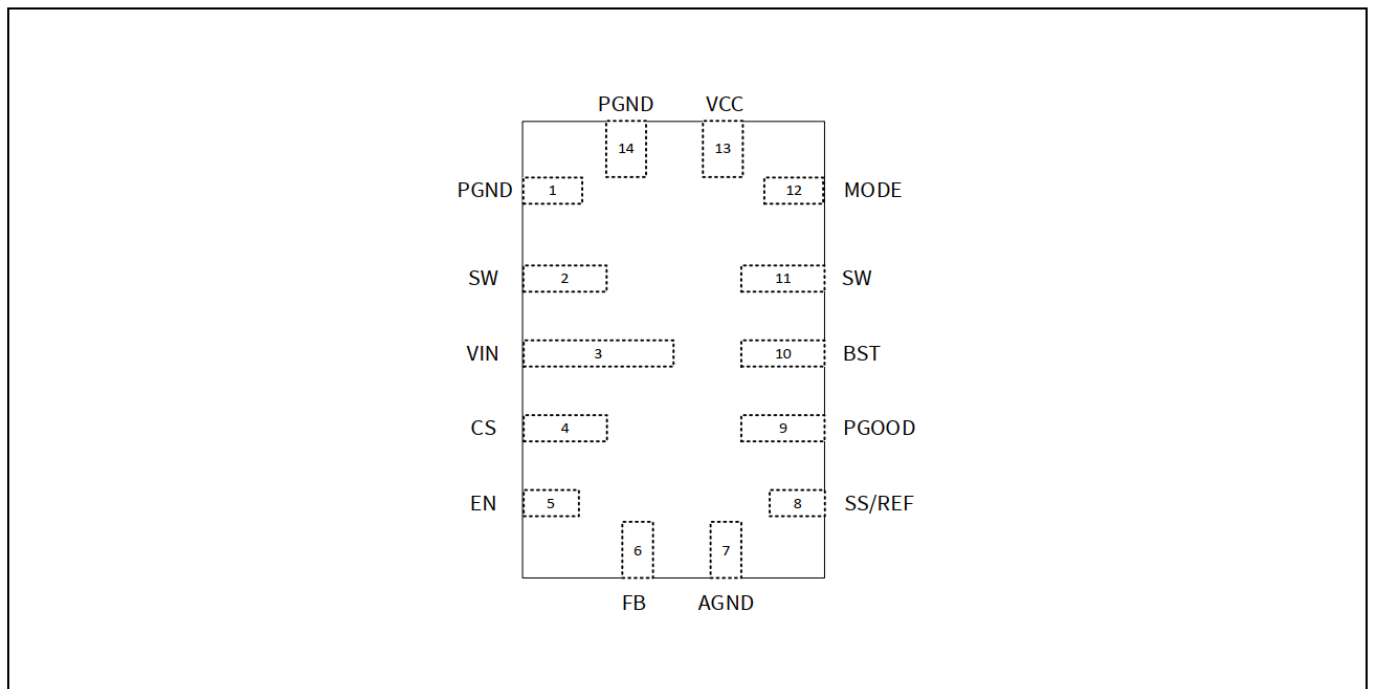 PGND VCC
14 13
PGND 1 12 MODE
SW 2 11 SW
VIN 3 10 BST
CS 4 9 PGOOD
EN 5 8 SS/REF
6 7
FB AGND